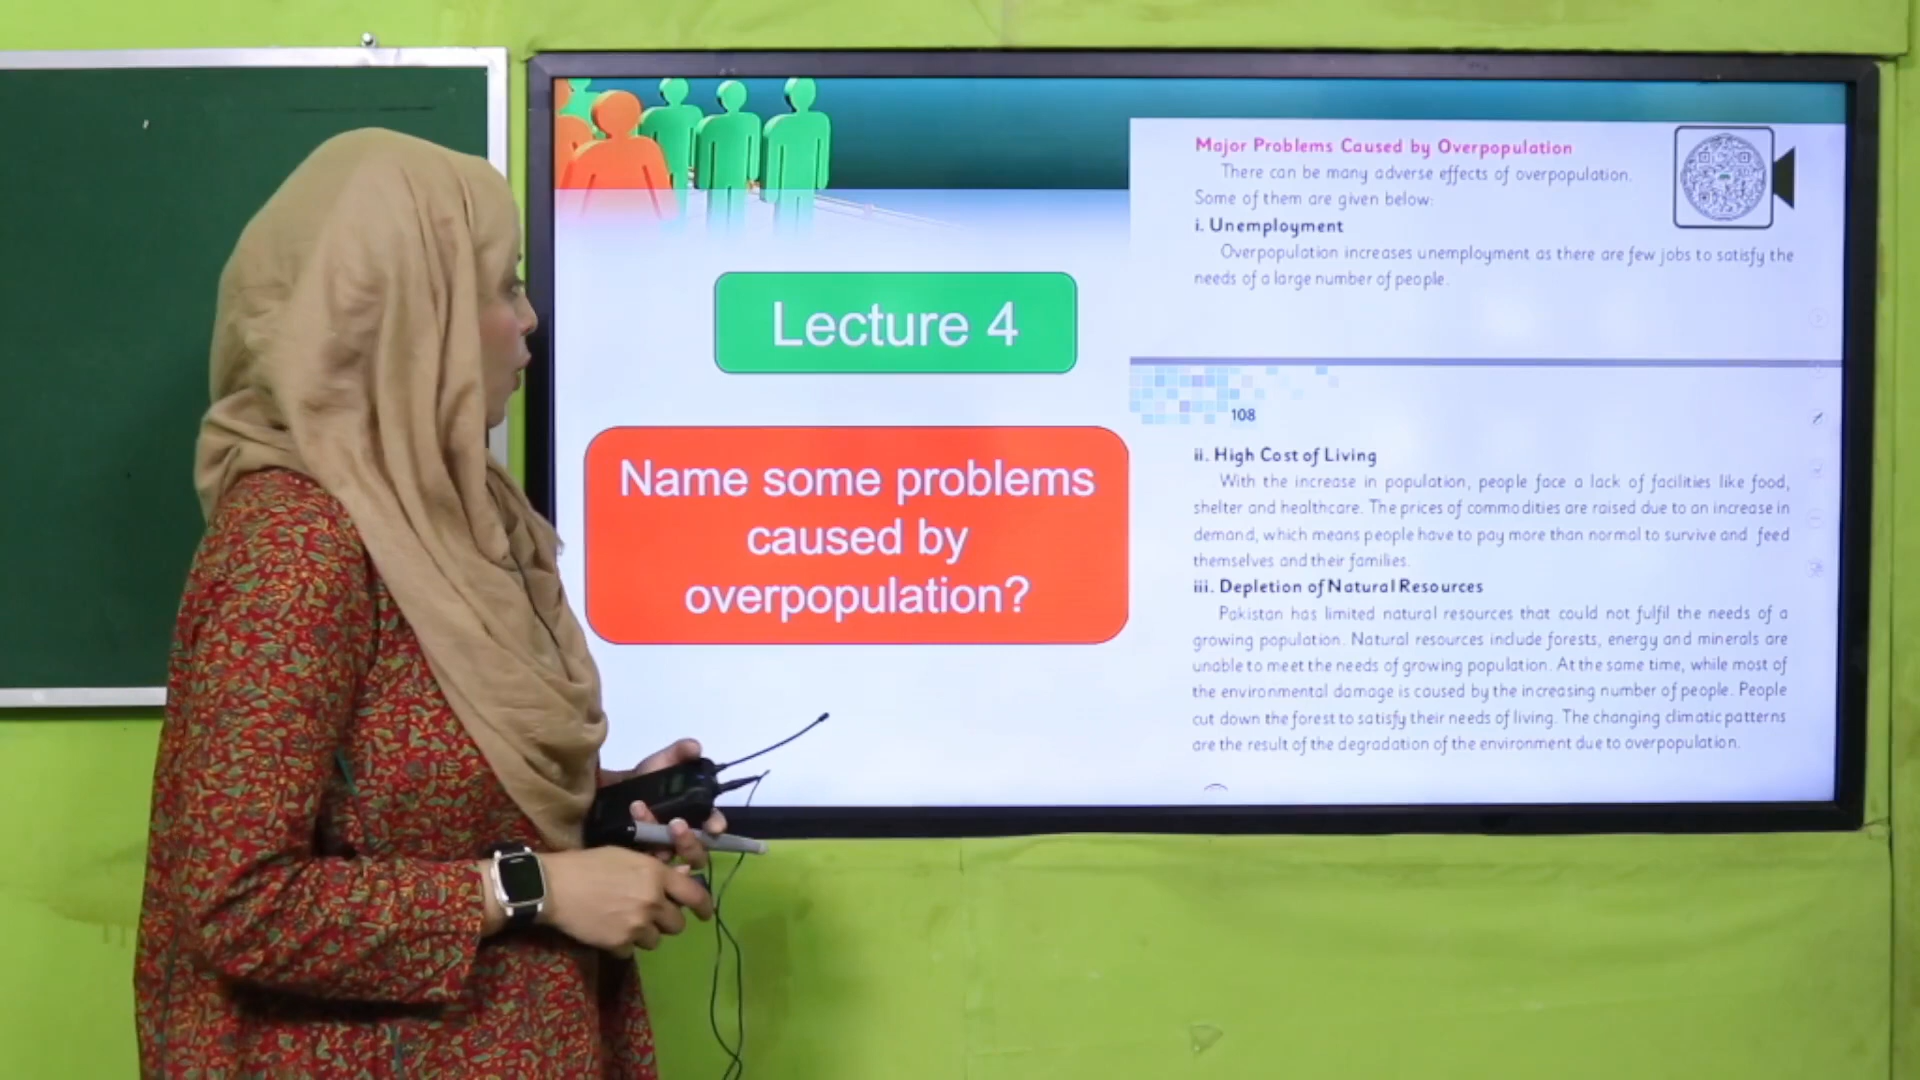 Lecture 4
Name some problems
caused by
overpopulation?
Major Problems Caused by Overpopulation
There can be many adverse effects of overpopulation.
Some of them are given below:
i. Unemployment
Overpopulation increases unemployment as there are few jobs to satisfy the
needs of a large number of people.
108
ii. High Cost of Living
With the increase in population, people face a lack of facilities like food,
shelter and healthcare. The prices of commodities are raised due to an increase in
demand, which means people have to pay more than normal to survive and feed
themselves and their families.
iii. Depletion of Natural Resources
Pakistan has limited natural resources that could not fulfil the needs of a
growing population. Natural resources include forests, energy and minerals are
unable to meet the needs of growing population. At the same time, while most of
the environmental damage is caused by the increasing number of people. People
cut down the forest to satisfy their needs of living. The changing climatic patterns
are the result of the degradation of the environment due to overpopulation.